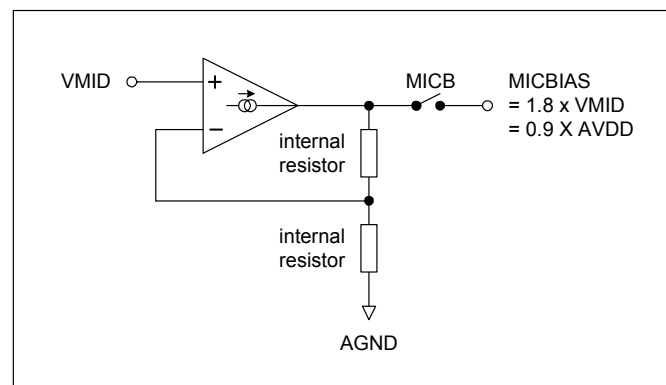 VMID
+
−
MICB
MICBIAS
= 1.8 x VMID
= 0.9 X AVDD
internal
resistor
internal
resistor
AGND